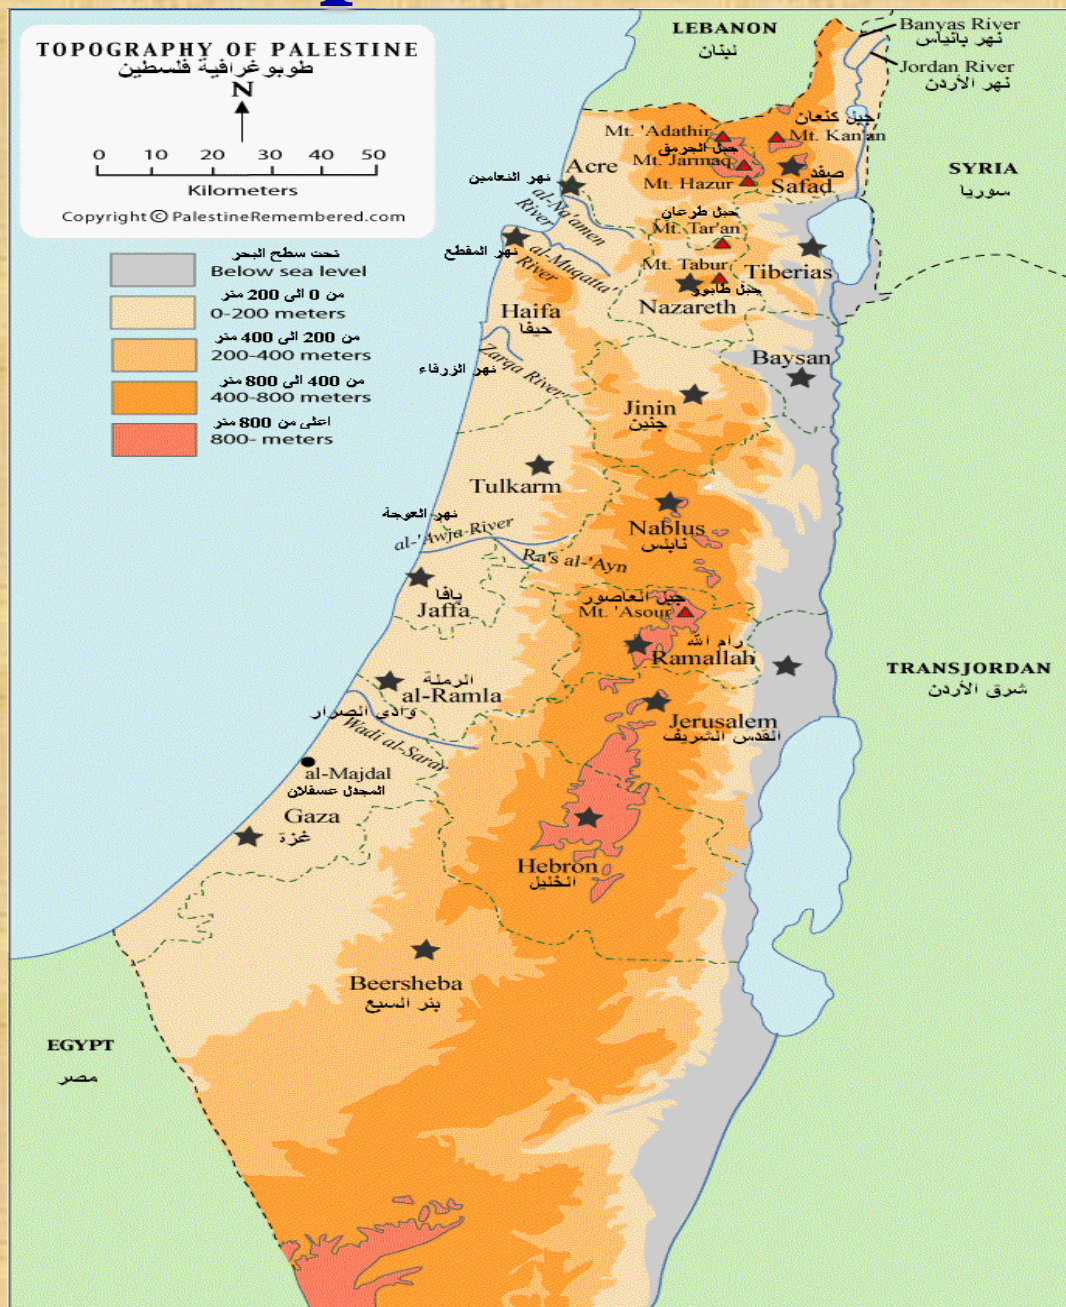 TOPOGRAPHY OF PALESTINE
طوبوغرافية فلسطين
N
0 10 20 30 40 50
Kilometers
Copyright © PalestineRemembered.com
تحت سطح البحر
Below sea level
من 0 الى 200 متر
0-200 meters
من 200 الى 400 متر
200-400 meters
من 400 الى 800 متر
400-800 meters
اعلى من 800 متر
800- meters
LEBANON
لبنان
Banyas River
نهر بانياس
Jordan River
نهر الأردن
SYRIA
سوريا
جبل كنعان
Mt. Kan'an
Mt. 'Adathir
جبل الجرمق
Mt. Jarmaq
Mt. Hazur
صفد
Safad
Acre
نهر النعامين
al-Na'amen
River
جبل طرعان
Mt. Tar'an
نهر المقطع
al-Muqatta'
River
Mt. Tabur
جبل طابور
Tiberias
Nazareth
Haifa
حيفا
نهر الزرقاء
Zarqa River
Baysan
Jinin
جنين
Tulkarm
نهر العوجة
al-'Awja-River
Ra's al-'Ayn
Nablus
نابلس
يافا
Jaffa
جبل العاصور
Mt. 'Asour
رام الله
Ramallah
TRANSJORDAN
شرق الأردن
الرملة
al-Ramla
وادي الصرار
Wadi al-Sarar
Jerusalem
القدس الشريف
al-Majdal
المجدل عسقلان
Gaza
غزة
Hebron
الخليل
Beersheba
بئر السبع
EGYPT
مصر